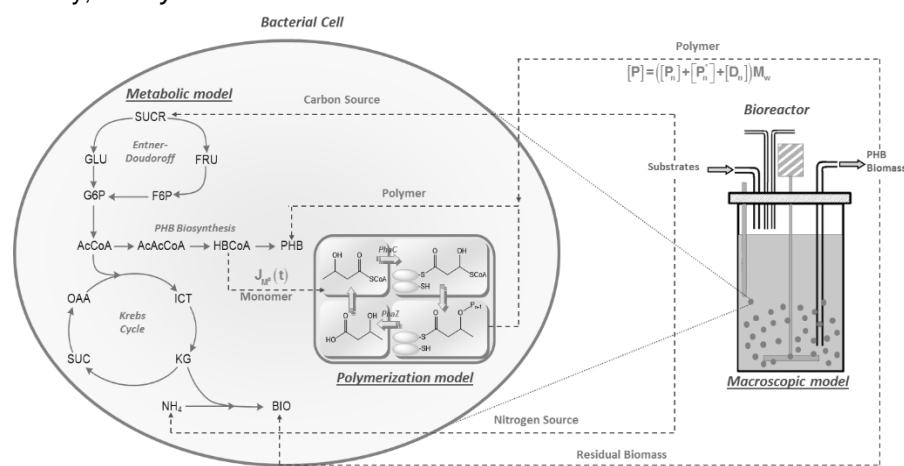 Bacterial Cell
Polymer
[P]=([Pₙ]+[Pₙ*]+[Dₙ])M_w
Metabolic model
Carbon Source
Bioreactor
SUCR
Entner-
Doudoroff
GLU
FRU
Substrates
PHB
Biomass
G6P
F6P
Polymer
PHB Biosynthesis
AcCoA
AcAcCoA
HBCoA
PHB
PhaC
OH
O
SCoA
O
OH
S
SCoA
SH
J_M*(t)
Monomer
OAA
ICT
Krebs
Cycle
O
OH
HO
PhaZ
O
O
Pₙ₋₁
S
SH
SUC
KG
Polymerization model
Macroscopic model
NH₄
BIO
Nitrogen Source
Residual Biomass